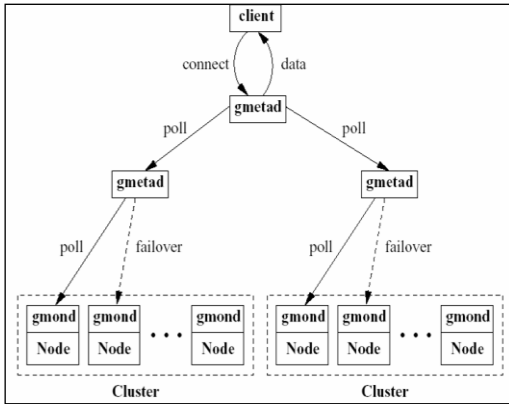 client
connect
data
gmetad
poll
poll
gmetad
gmetad
poll
failover
poll
failover
gmond
gmond
gmond
gmond
gmond
gmond
Node
Node
Node
Node
Node
Node
Cluster
Cluster